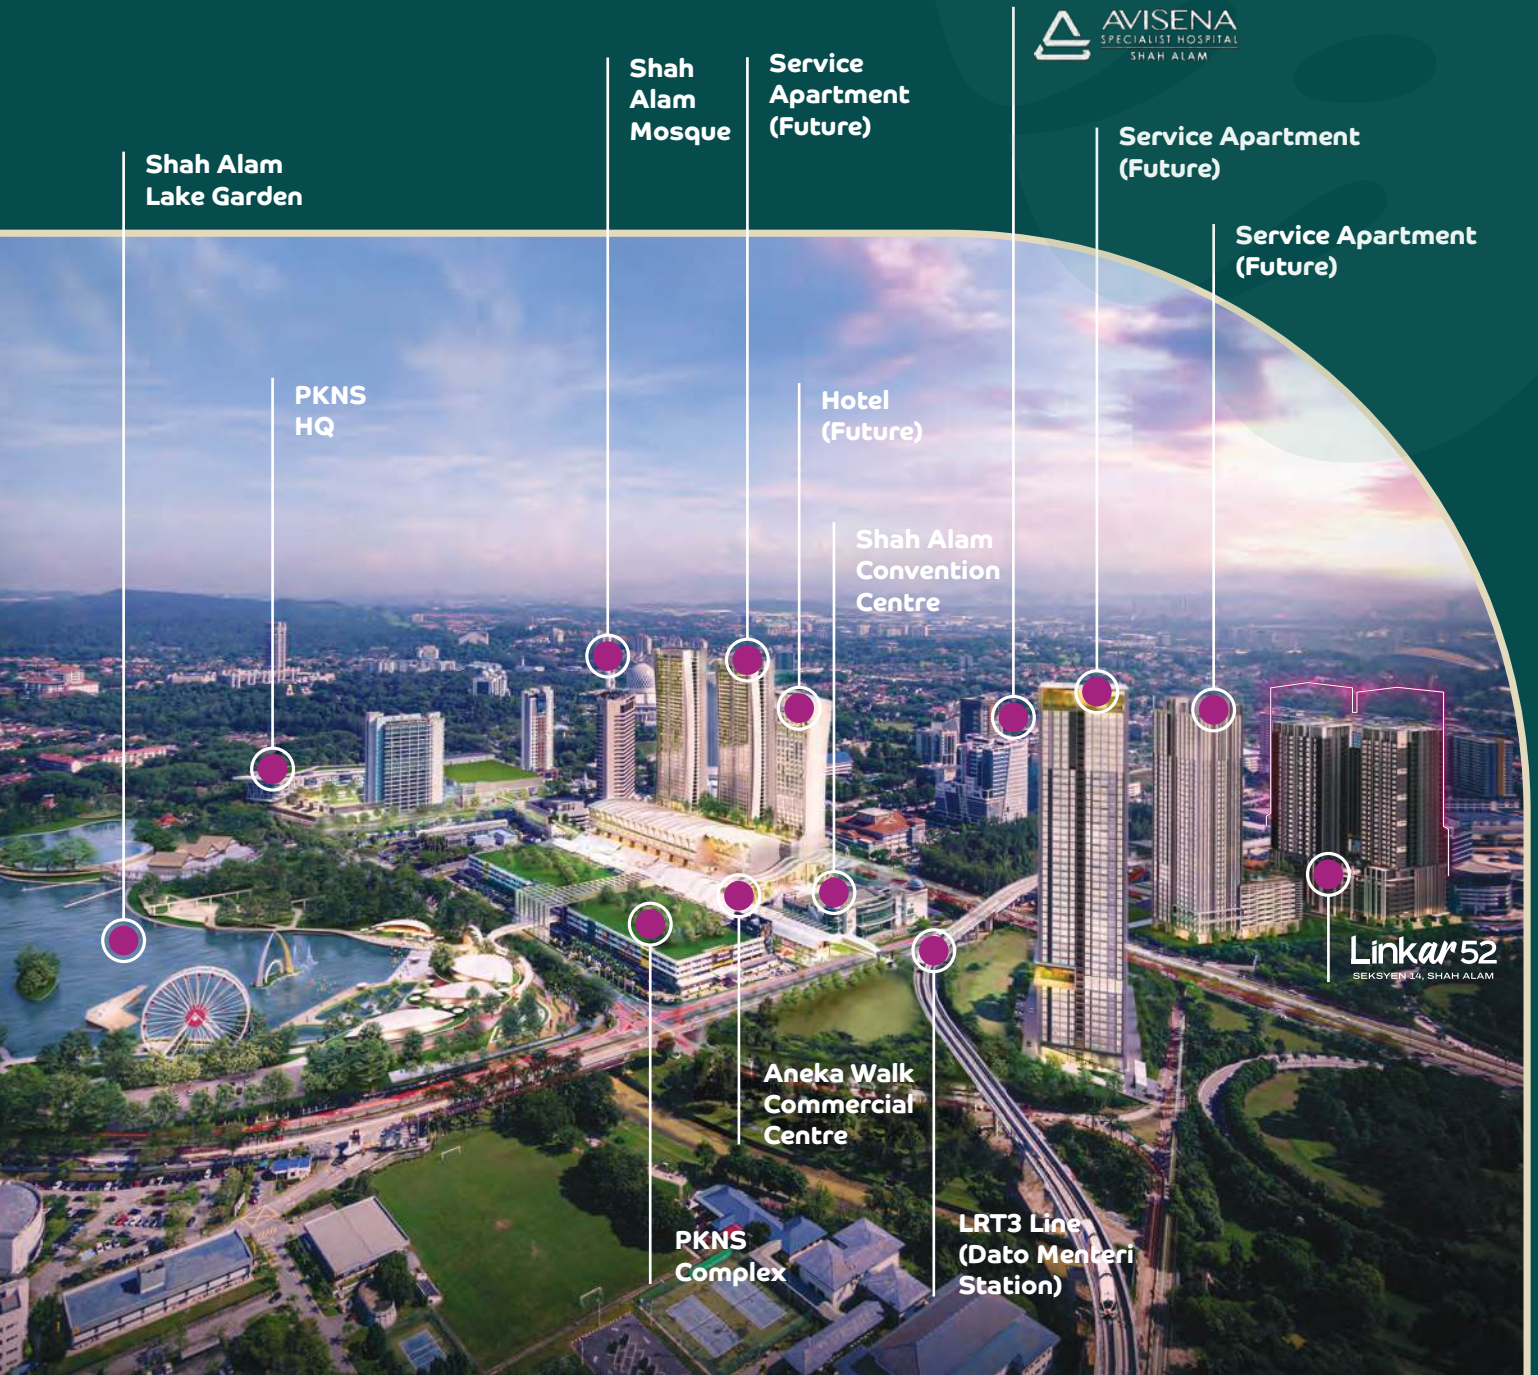 AVISENA
SPECIALIST HOSPITAL
SHAH ALAM
Shah
Alam
Mosque
Service
Apartment
(Future)
Service Apartment
(Future)
Shah Alam
Lake Garden
Service Apartment
(Future)
PKNS
HQ
Hotel
(Future)
Shah Alam
Convention
Centre
Linkar 52
SEKSYEN 14, SHAH ALAM
Aneka Walk
Commercial
Centre
PKNS
Complex
LRT3 Line
(Dato Menteri
Station)